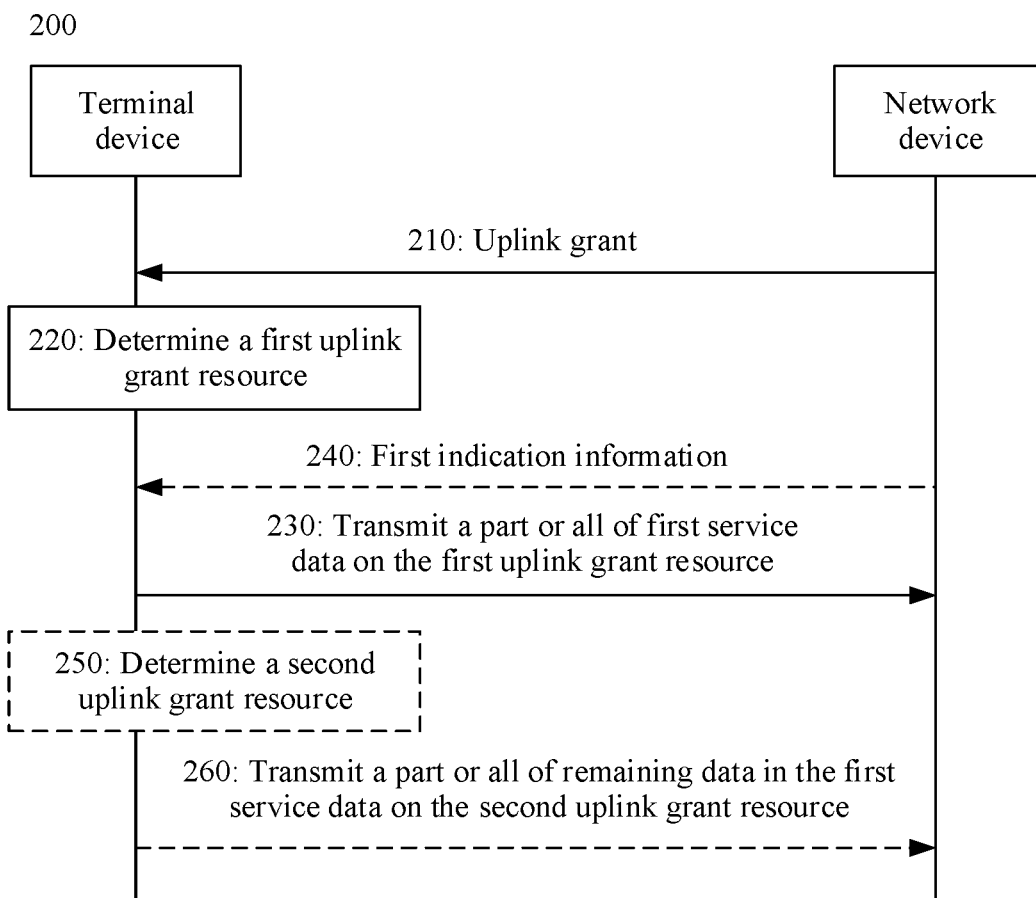 200
Terminal
device
Network
device
210: Uplink grant
220: Determine a first uplink
grant resource
240: First indication information
230: Transmit a part or all of first service
data on the first uplink grant resource
250: Determine a second
uplink grant resource
260: Transmit a part or all of remaining data in the first
service data on the second uplink grant resource